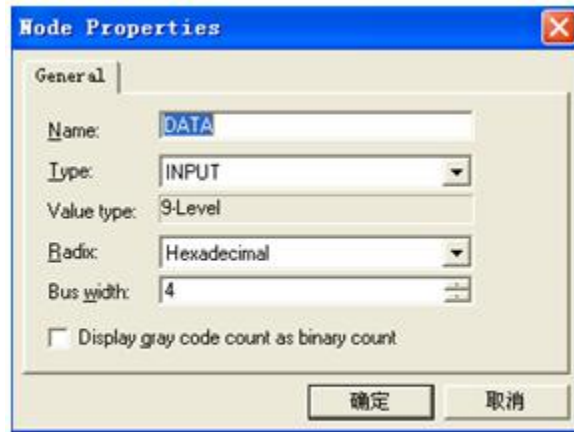 Node Properties
General
Name: DATA
Type: INPUT
Value type: 9-Level
Radix: Hexadecimal
Bus width: 4
Display gray code count as binary count
确定 取消